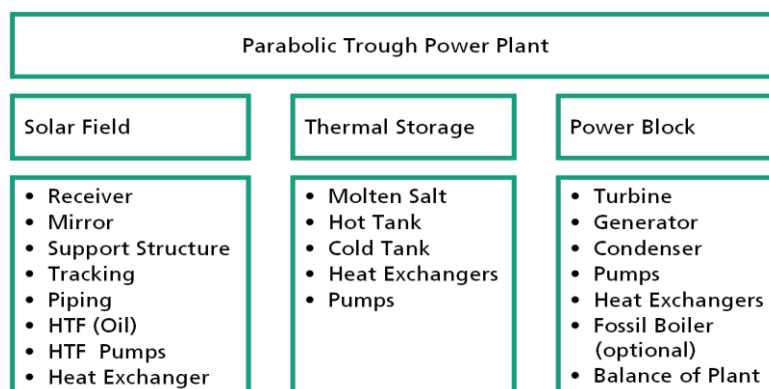 Parabolic Trough Power Plant
Solar Field
Thermal Storage
Power Block
• Receiver
• Mirror
• Support Structure
• Tracking
• Piping
• HTF (Oil)
• HTF Pumps
• Heat Exchanger
• Molten Salt
• Hot Tank
• Cold Tank
• Heat Exchangers
• Pumps
• Turbine
• Generator
• Condenser
• Pumps
• Heat Exchangers
• Fossil Boiler
(optional)
• Balance of Plant